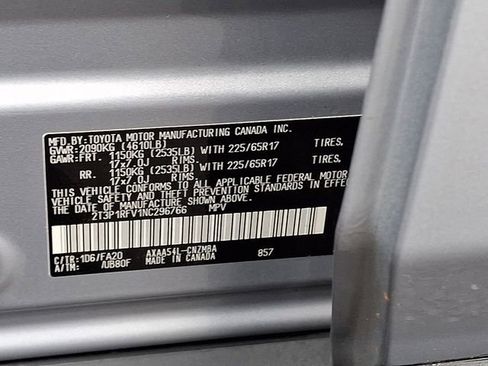 MFD.BY:TOYOTA MOTOR MANUFACTURING CANADA INC.
GVWR:2090KG (4610LB)
GAWR:FRT. 1150KG (2535LB) WITH 225/65R17 TIRES,
17x7.0J RIMS.
RR. 1150KG (2535LB) WITH 225/65R17 TIRES,
17x7.0J RIMS.
THIS VEHICLE CONFORMS TO ALL APPLICABLE FEDERAL MOTOR
VEHICLE SAFETY AND THEFT PREVENTION STANDARDS IN EFFE
ON THE DATE OF MANUFACTURE SHOWN ABOVE.
2T3P1RFV1NC296766 MPV
C/TR:1D6/FA20 AXAA54L-CNZMBA 857
A/TM: /UB80F MADE IN CANADA